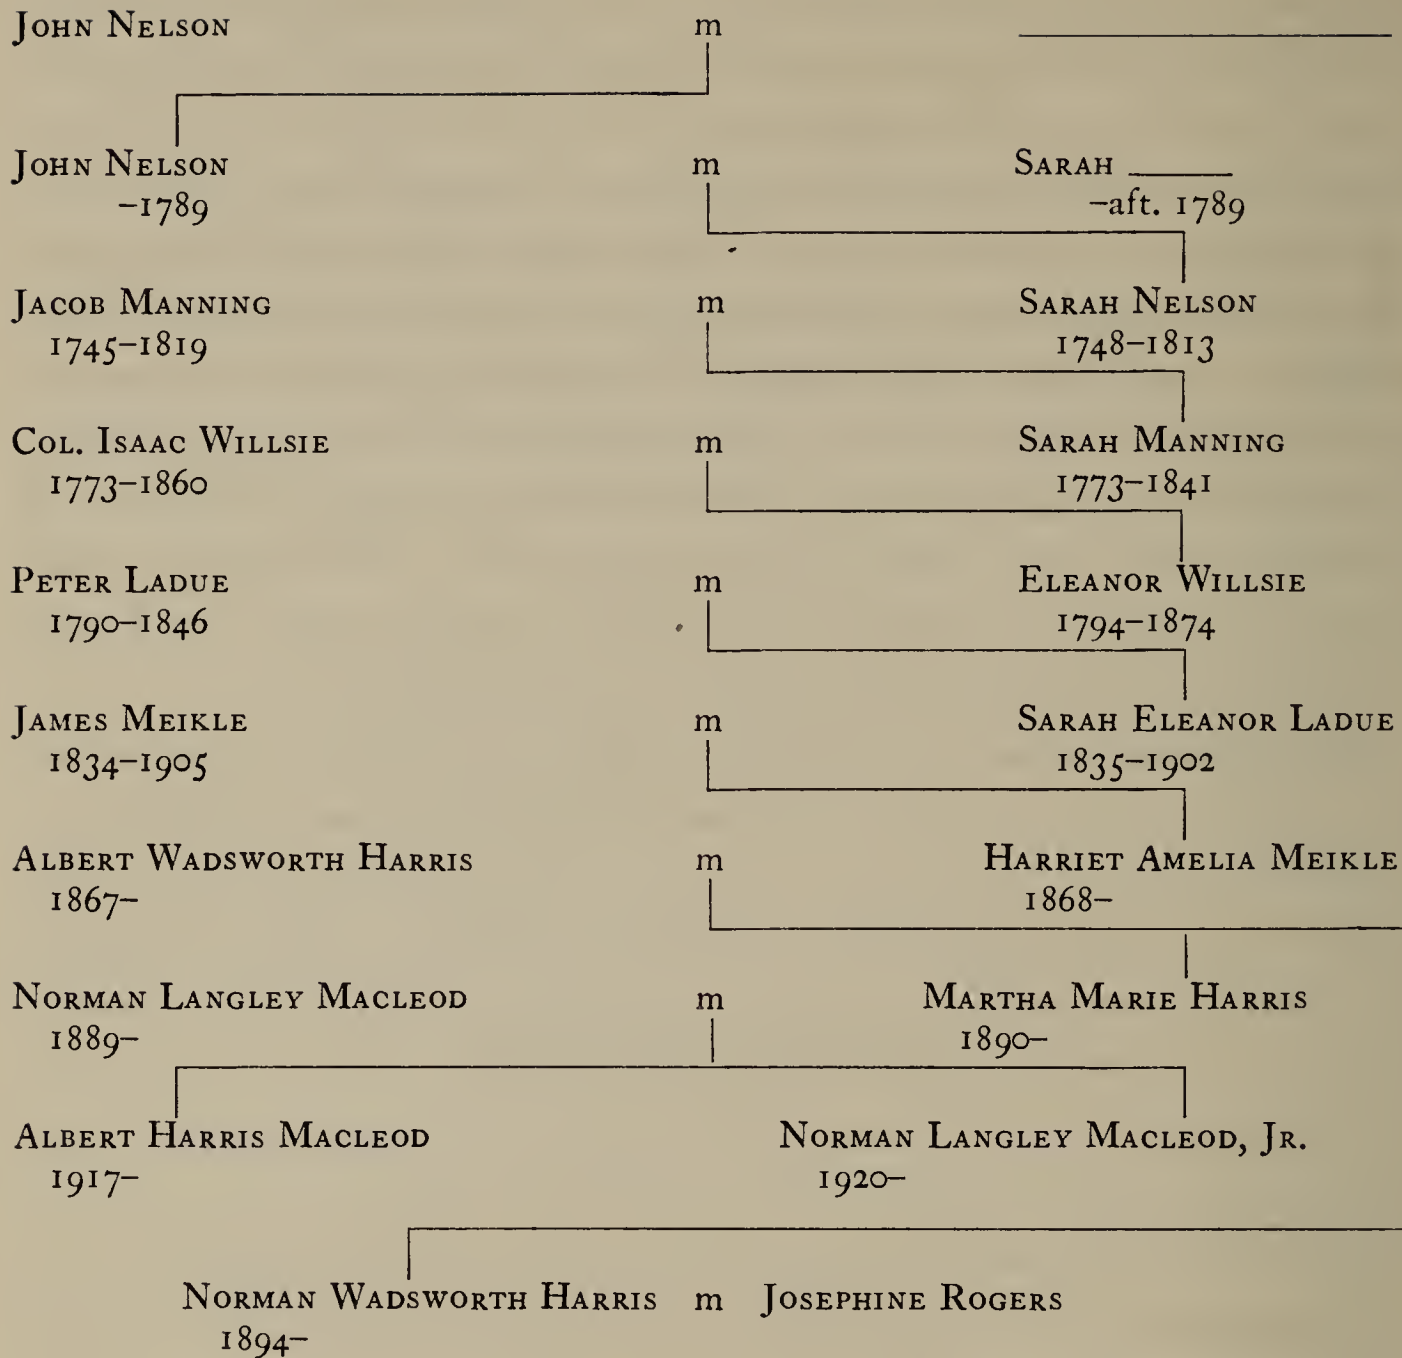 JOHN NELSON m ________
JOHN NELSON m SARAH ______
–1789 –aft. 1789
JACOB MANNING m SARAH NELSON
1745–1819 1748–1813
COL. ISAAC WILLSIE m SARAH MANNING
1773–1860 1773–1841
PETER LADUE m ELEANOR WILLSIE
1790–1846 1794–1874
JAMES MEIKLE m SARAH ELEANOR LADUE
1834–1905 1835–1902
ALBERT WADSWORTH HARRIS m HARRIET AMELIA MEIKLE
1867– 1868–
NORMAN LANGLEY MACLEOD m MARTHA MARIE HARRIS
1889– 1890–
ALBERT HARRIS MACLEOD NORMAN LANGLEY MACLEOD, JR.
1917– 1920–
NORMAN WADSWORTH HARRIS m JOSEPHINE ROGERS
1894–